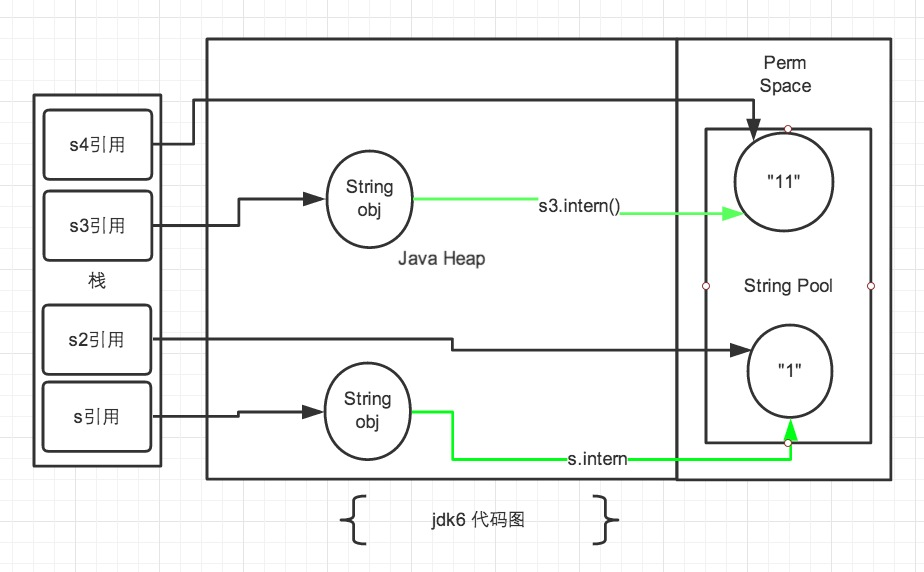 Perm
Space
s4引用
"11"
String
obj
s3.intern()
s3引用
Java Heap
栈
String Pool
s2引用
"1"
String
obj
s引用
s.intern
jdk6 代码图